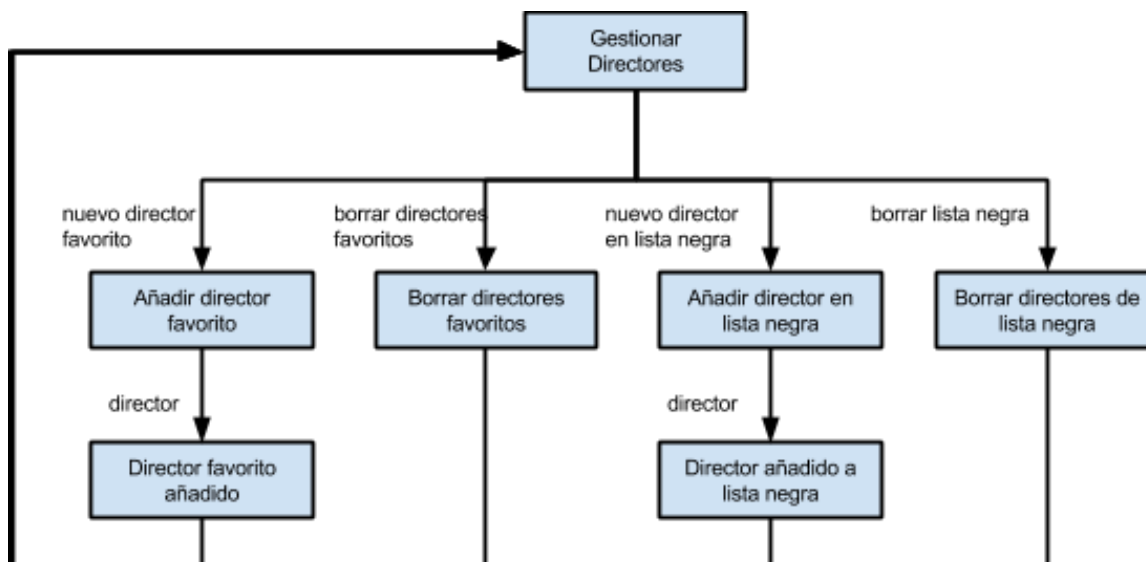 Gestionar
Directores
nuevo director
favorito
borrar directores
favoritos
nuevo director
en lista negra
borrar lista negra
Añadir director
favorito
Borrar directores
favoritos
Añadir director en
lista negra
Borrar directores de
lista negra
director
director
Director favorito
añadido
Director añadido a
lista negra